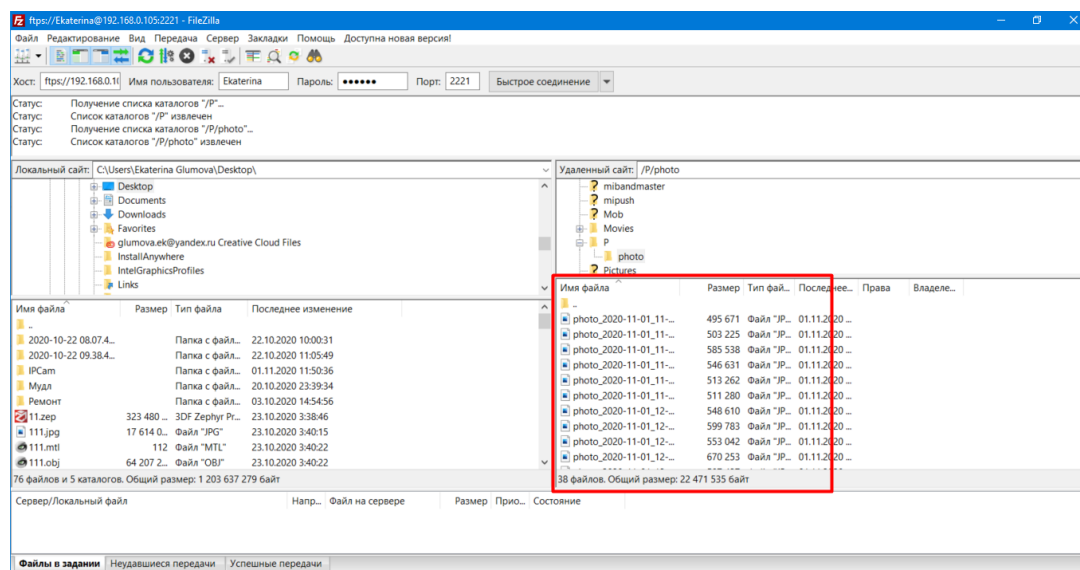 ftps://Ekaterina@192.168.0.105:2221 - FileZilla
Файл Редактирование Вид Передача Сервер Закладки Помощь Доступна новая версия!
Хост: ftps://192.168.0.10 Имя пользователя: Ekaterina Пароль: ●●●●●● Порт: 2221 Быстрое соединение
Статус: Получение списка каталогов "/P"...
Статус: Список каталогов "/P" извлечен
Статус: Получение списка каталогов "/P/photo"...
Статус: Список каталогов "/P/photo" извлечен
Локальный сайт: C:\Users\Ekaterina Glumova\Desktop\
Desktop
Documents
Downloads
Favorites
glumova.ek@yandex.ru Creative Cloud Files
InstallAnywhere
IntelGraphicsProfiles
Links
Имя файла Размер Тип файла Последнее изменение
..
2020-10-22 08.07.4... Папка с файл... 22.10.2020 10:00:31
2020-10-22 09.38.4... Папка с файл... 22.10.2020 11:05:49
IPCam Папка с файл... 01.11.2020 11:50:36
Мудл Папка с файл... 20.10.2020 23:39:34
Ремонт Папка с файл... 03.10.2020 14:54:56
11.zep 323 480 ... 3DF Zephyr Pr... 23.10.2020 3:38:46
111.jpg 17 614 0... Файл "JPG" 23.10.2020 3:40:15
111.mtl 112 Файл "MTL" 23.10.2020 3:40:22
111.obj 64 207 2... Файл "OBJ" 23.10.2020 3:40:22
76 файлов и 5 каталогов. Общий размер: 1 203 637 279 байт
Удаленный сайт: /P/photo
mibandmaster
mipush
Mob
Movies
P
photo
Pictures
Имя файла Размер Тип фай... Последнее... Права Владеле...
..
photo_2020-11-01_11-... 495 671 Файл "JP... 01.11.2020 ...
photo_2020-11-01_11-... 503 225 Файл "JP... 01.11.2020 ...
photo_2020-11-01_11-... 585 538 Файл "JP... 01.11.2020 ...
photo_2020-11-01_11-... 546 631 Файл "JP... 01.11.2020 ...
photo_2020-11-01_11-... 513 262 Файл "JP... 01.11.2020 ...
photo_2020-11-01_11-... 511 280 Файл "JP... 01.11.2020 ...
photo_2020-11-01_12-... 548 610 Файл "JP... 01.11.2020 ...
photo_2020-11-01_12-... 599 783 Файл "JP... 01.11.2020 ...
photo_2020-11-01_12-... 553 042 Файл "JP... 01.11.2020 ...
photo_2020-11-01_12-... 670 253 Файл "JP... 01.11.2020 ...
38 файлов. Общий размер: 22 471 535 байт
Сервер/Локальный файл Напр... Файл на сервере Размер Прио... Состояние
Файлы в задании Неудавшиеся передачи Успешные передачи